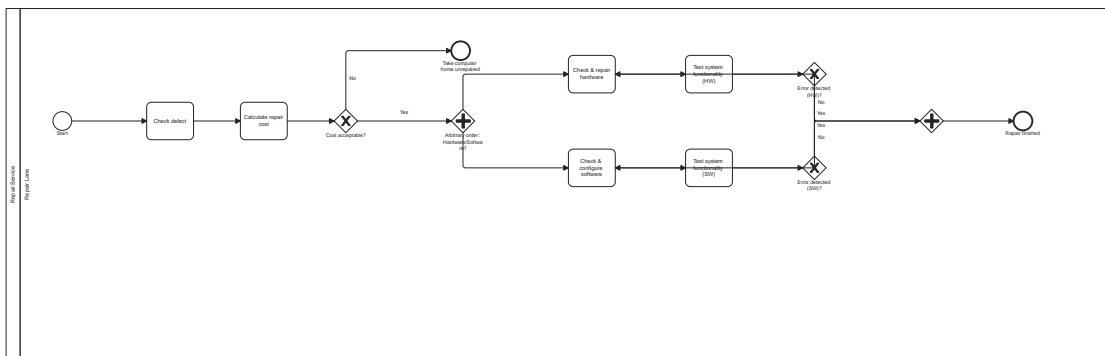 Repair Service
Repair Lane
Start
Check defect
Calculate repair
cost
Cost acceptable?
No
Yes
Take computer
home unrepaired
Arbitrary order:
Hardware/Softwa
re?
Check & repair
hardware
Test system
functionality
(HW)
Error detected
(HW)?
No
Yes
Yes
No
Check &
configure
software
Test system
functionality
(SW)
Error detected
(SW)?
Repair finished